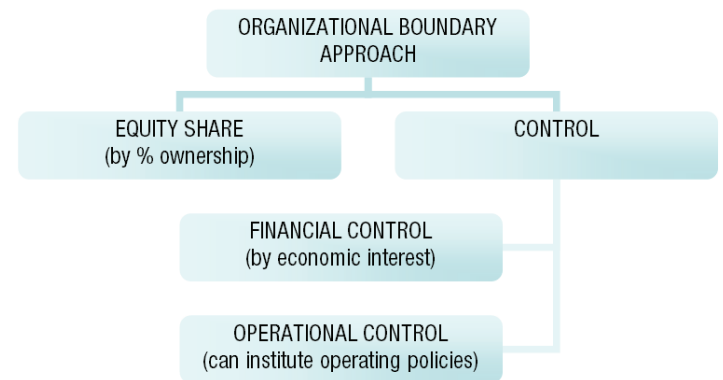 ORGANIZATIONAL BOUNDARY
APPROACH
EQUITY SHARE
(by % ownership)
CONTROL
FINANCIAL CONTROL
(by economic interest)
OPERATIONAL CONTROL
(can institute operating policies)